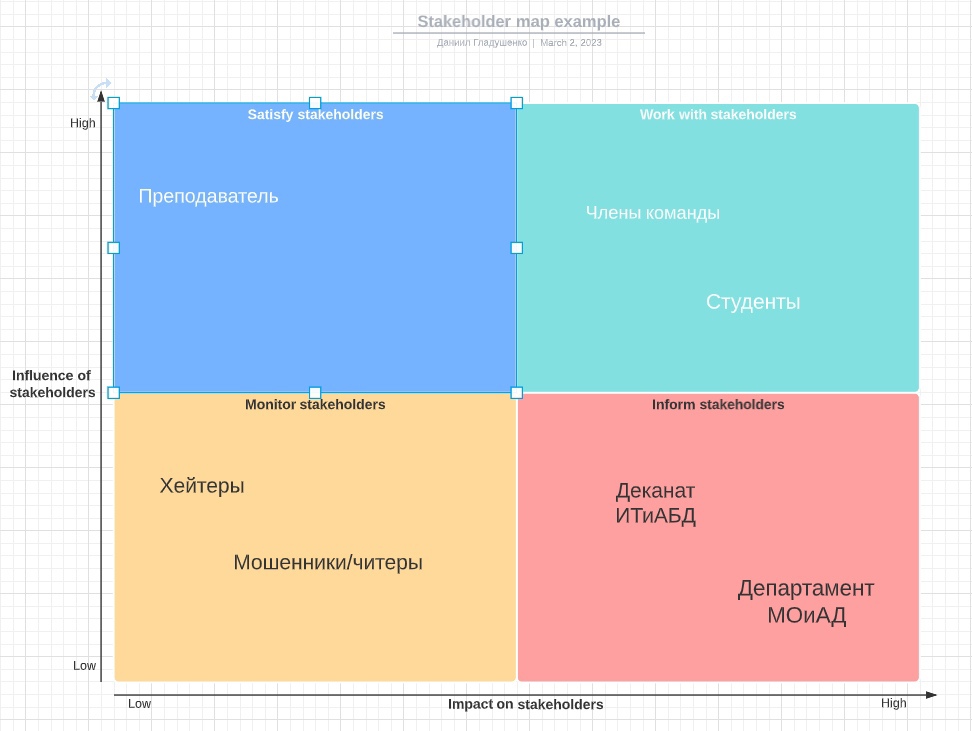 Stakeholder map example
Даниил Гладушенко | March 2, 2023
High
Satisfy stakeholders
Work with stakeholders
Преподаватель
Члены команды
Студенты
Influence of
stakeholders
Monitor stakeholders
Inform stakeholders
Хейтеры
Деканат
ИТиАБД
Мошенники/читеры
Департамент
МОиАД
Low
Low
Impact on stakeholders
High